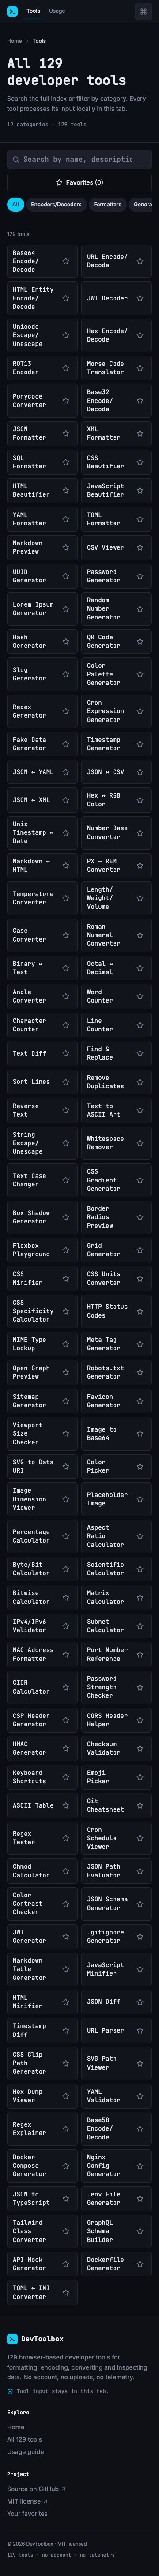 Tools Usage
Home › Tools
All 129
developer tools
Search the full index or filter by category. Every
tool processes its input locally in this tab.
12 categories · 129 tools
Search by name, descriptic
Favorites (0)
All Encoders/Decoders Formatters Genera
129 tools
Base64
Encode/
Decode
URL Encode/
Decode
HTML Entity
Encode/
Decode
JWT Decoder
Unicode
Escape/
Unescape
Hex Encode/
Decode
ROT13
Encoder
Morse Code
Translator
Punycode
Converter
Base32
Encode/
Decode
JSON
Formatter
XML
Formatter
SQL
Formatter
CSS
Beautifier
HTML
Beautifier
JavaScript
Beautifier
YAML
Formatter
TOML
Formatter
Markdown
Preview
CSV Viewer
UUID
Generator
Password
Generator
Lorem Ipsum
Generator
Random
Number
Generator
Hash
Generator
QR Code
Generator
Slug
Generator
Color
Palette
Generator
Regex
Generator
Cron
Expression
Generator
Fake Data
Generator
Timestamp
Generator
JSON ↔ YAML
JSON ↔ CSV
JSON ↔ XML
Hex ↔ RGB
Color
Unix
Timestamp ↔
Date
Number Base
Converter
Markdown ↔
HTML
PX ↔ REM
Converter
Temperature
Converter
Length/
Weight/
Volume
Case
Converter
Roman
Numeral
Converter
Binary ↔
Text
Octal ↔
Decimal
Angle
Converter
Word
Counter
Character
Counter
Line
Counter
Text Diff
Find &
Replace
Sort Lines
Remove
Duplicates
Reverse
Text
Text to
ASCII Art
String
Escape/
Unescape
Whitespace
Remover
Text Case
Changer
CSS
Gradient
Generator
Box Shadow
Generator
Border
Radius
Preview
Flexbox
Playground
Grid
Generator
CSS
Minifier
CSS Units
Converter
CSS
Specificity
Calculator
HTTP Status
Codes
MIME Type
Lookup
Meta Tag
Generator
Open Graph
Preview
Robots.txt
Generator
Sitemap
Generator
Favicon
Generator
Viewport
Size
Checker
Image to
Base64
SVG to Data
URI
Color
Picker
Image
Dimension
Viewer
Placeholder
Image
Percentage
Calculator
Aspect
Ratio
Calculator
Byte/Bit
Calculator
Scientific
Calculator
Bitwise
Calculator
Matrix
Calculator
IPv4/IPv6
Validator
Subnet
Calculator
MAC Address
Formatter
Port Number
Reference
CIDR
Calculator
Password
Strength
Checker
CSP Header
Generator
CORS Header
Helper
HMAC
Generator
Checksum
Validator
Keyboard
Shortcuts
Emoji
Picker
ASCII Table
Git
Cheatsheet
Regex
Tester
Cron
Schedule
Viewer
Chmod
Calculator
JSON Path
Evaluator
Color
Contrast
Checker
JSON Schema
Generator
JWT
Generator
.gitignore
Generator
Markdown
Table
Generator
JavaScript
Minifier
HTML
Minifier
JSON Diff
Timestamp
Diff
URL Parser
CSS Clip
Path
Generator
SVG Path
Viewer
Hex Dump
Viewer
YAML
Validator
Regex
Explainer
Base58
Encode/
Decode
Docker
Compose
Generator
Nginx
Config
Generator
JSON to
TypeScript
.env File
Generator
Tailwind
Class
Converter
GraphQL
Schema
Builder
API Mock
Generator
Dockerfile
Generator
TOML ↔ INI
Converter
DevToolbox
129 browser-based developer tools for
formatting, encoding, converting and inspecting
data. No account, no uploads, no telemetry.
Tool input stays in this tab.
Explore
Home
All 129 tools
Usage guide
Project
Source on GitHub ↗
MIT license ↗
Your favorites
© 2026 DevToolbox · MIT licensed
129 tools · no account · no telemetry